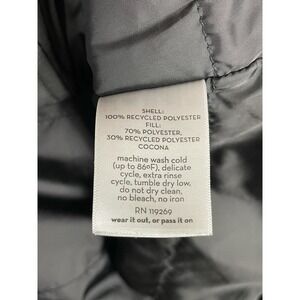 SHELL:
100% RECYCLED POLYESTER
FILL:
70% POLYESTER,
30% RECYCLED POLYESTER
COCONA
machine wash cold
(up to 86ºF), delicate
cycle, extra rinse
cycle, tumble dry low,
do not dry clean,
no bleach, no iron
RN 119269
wear it out, or pass it on